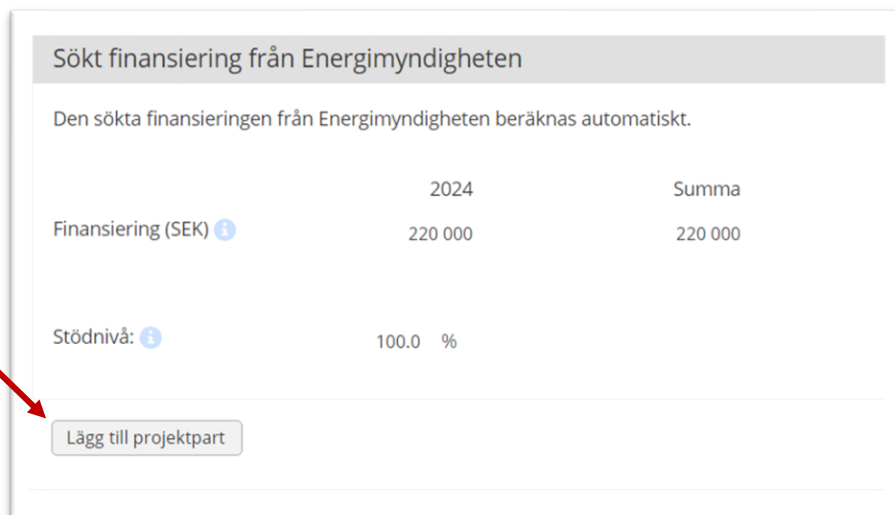 Sökt finansiering från Energimyndigheten
Den sökta finansieringen från Energimyndigheten beräknas automatiskt.
2024 Summa
Finansiering (SEK) 220 000 220 000
Stödnivå: 100.0 %
Lägg till projektpart